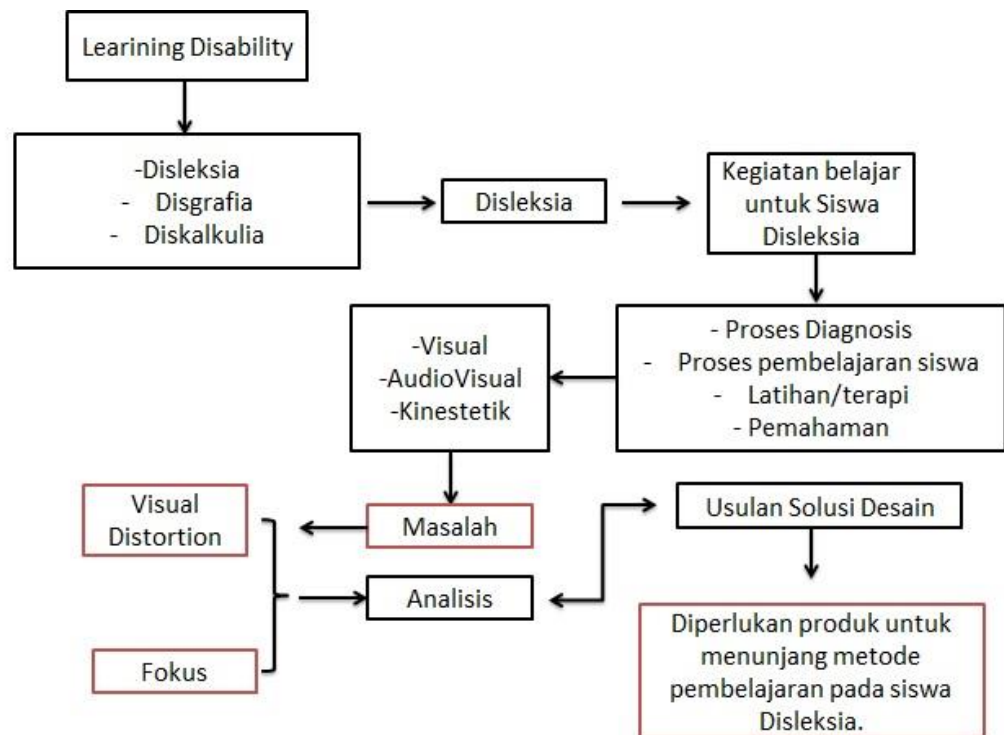 Learining Disability
-Disleksia
- Disgrafia
- Diskalkulia
Disleksia
Kegiatan belajar
untuk Siswa
Disleksia
- Proses Diagnosis
- Proses pembelajaran siswa
- Latihan/terapi
- Pemahaman
-Visual
-AudioVisual
-Kinestetik
Masalah
Visual
Distortion
Fokus
Analisis
Usulan Solusi Desain
Diperlukan produk untuk
menunjang metode
pembelajaran pada siswa
Disleksia.